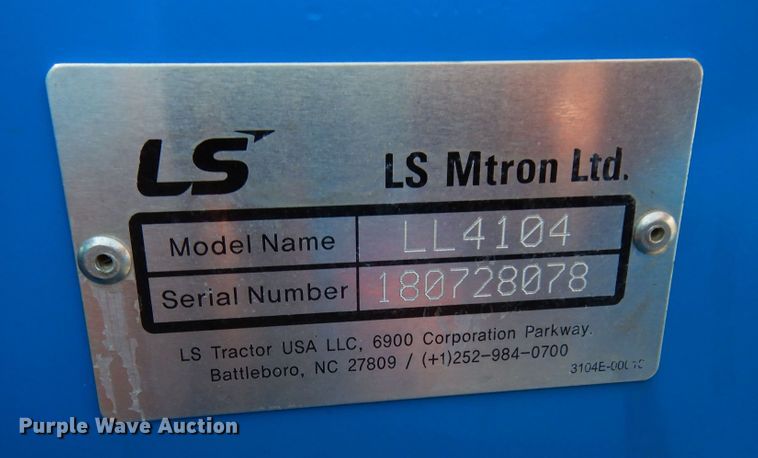 LS LS Mtron Ltd.
Model Name LL4104
Serial Number 180728078
LS Tractor USA LLC, 6900 Corporation Parkway.
Battleboro, NC 27809 / (+1)252-984-0700
Purple Wave Auction